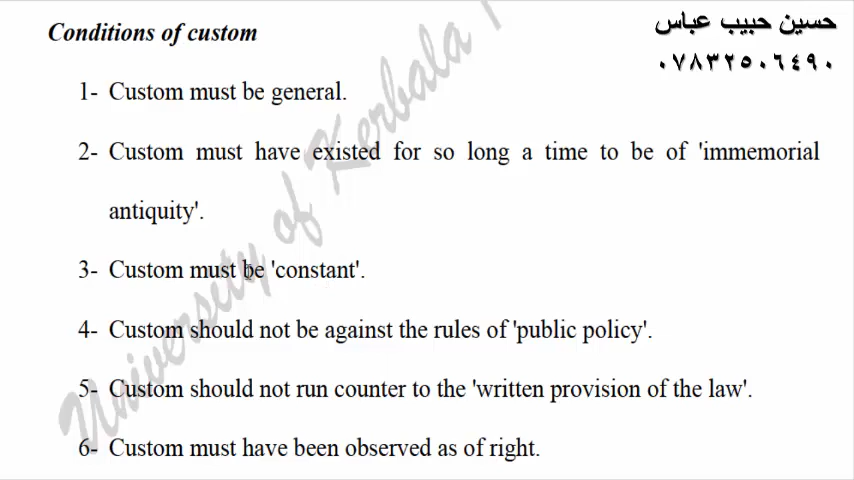 Conditions of custom
حسين حبيب عباس
٠٧٨٣٢٥٠٦٤٩٠
1- Custom must be general.
2- Custom must have existed for so long a time to be of 'immemorial
antiquity'.
3- Custom must be 'constant'.
4- Custom should not be against the rules of 'public policy'.
5- Custom should not run counter to the 'written provision of the law'.
6- Custom must have been observed as of right.
University of Kerbala